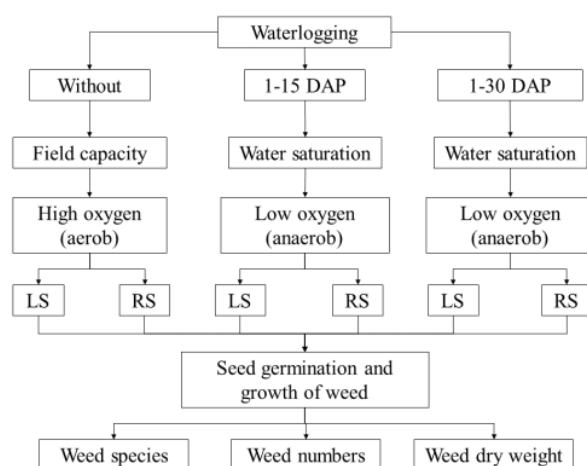 Waterlogging
Without
1-15 DAP
1-30 DAP
Field capacity
Water saturation
Water saturation
High oxygen
(aerob)
Low oxygen
(anaerob)
Low oxygen
(anaerob)
LS
RS
LS
RS
LS
RS
Seed germination and
growth of weed
Weed species
Weed numbers
Weed dry weight